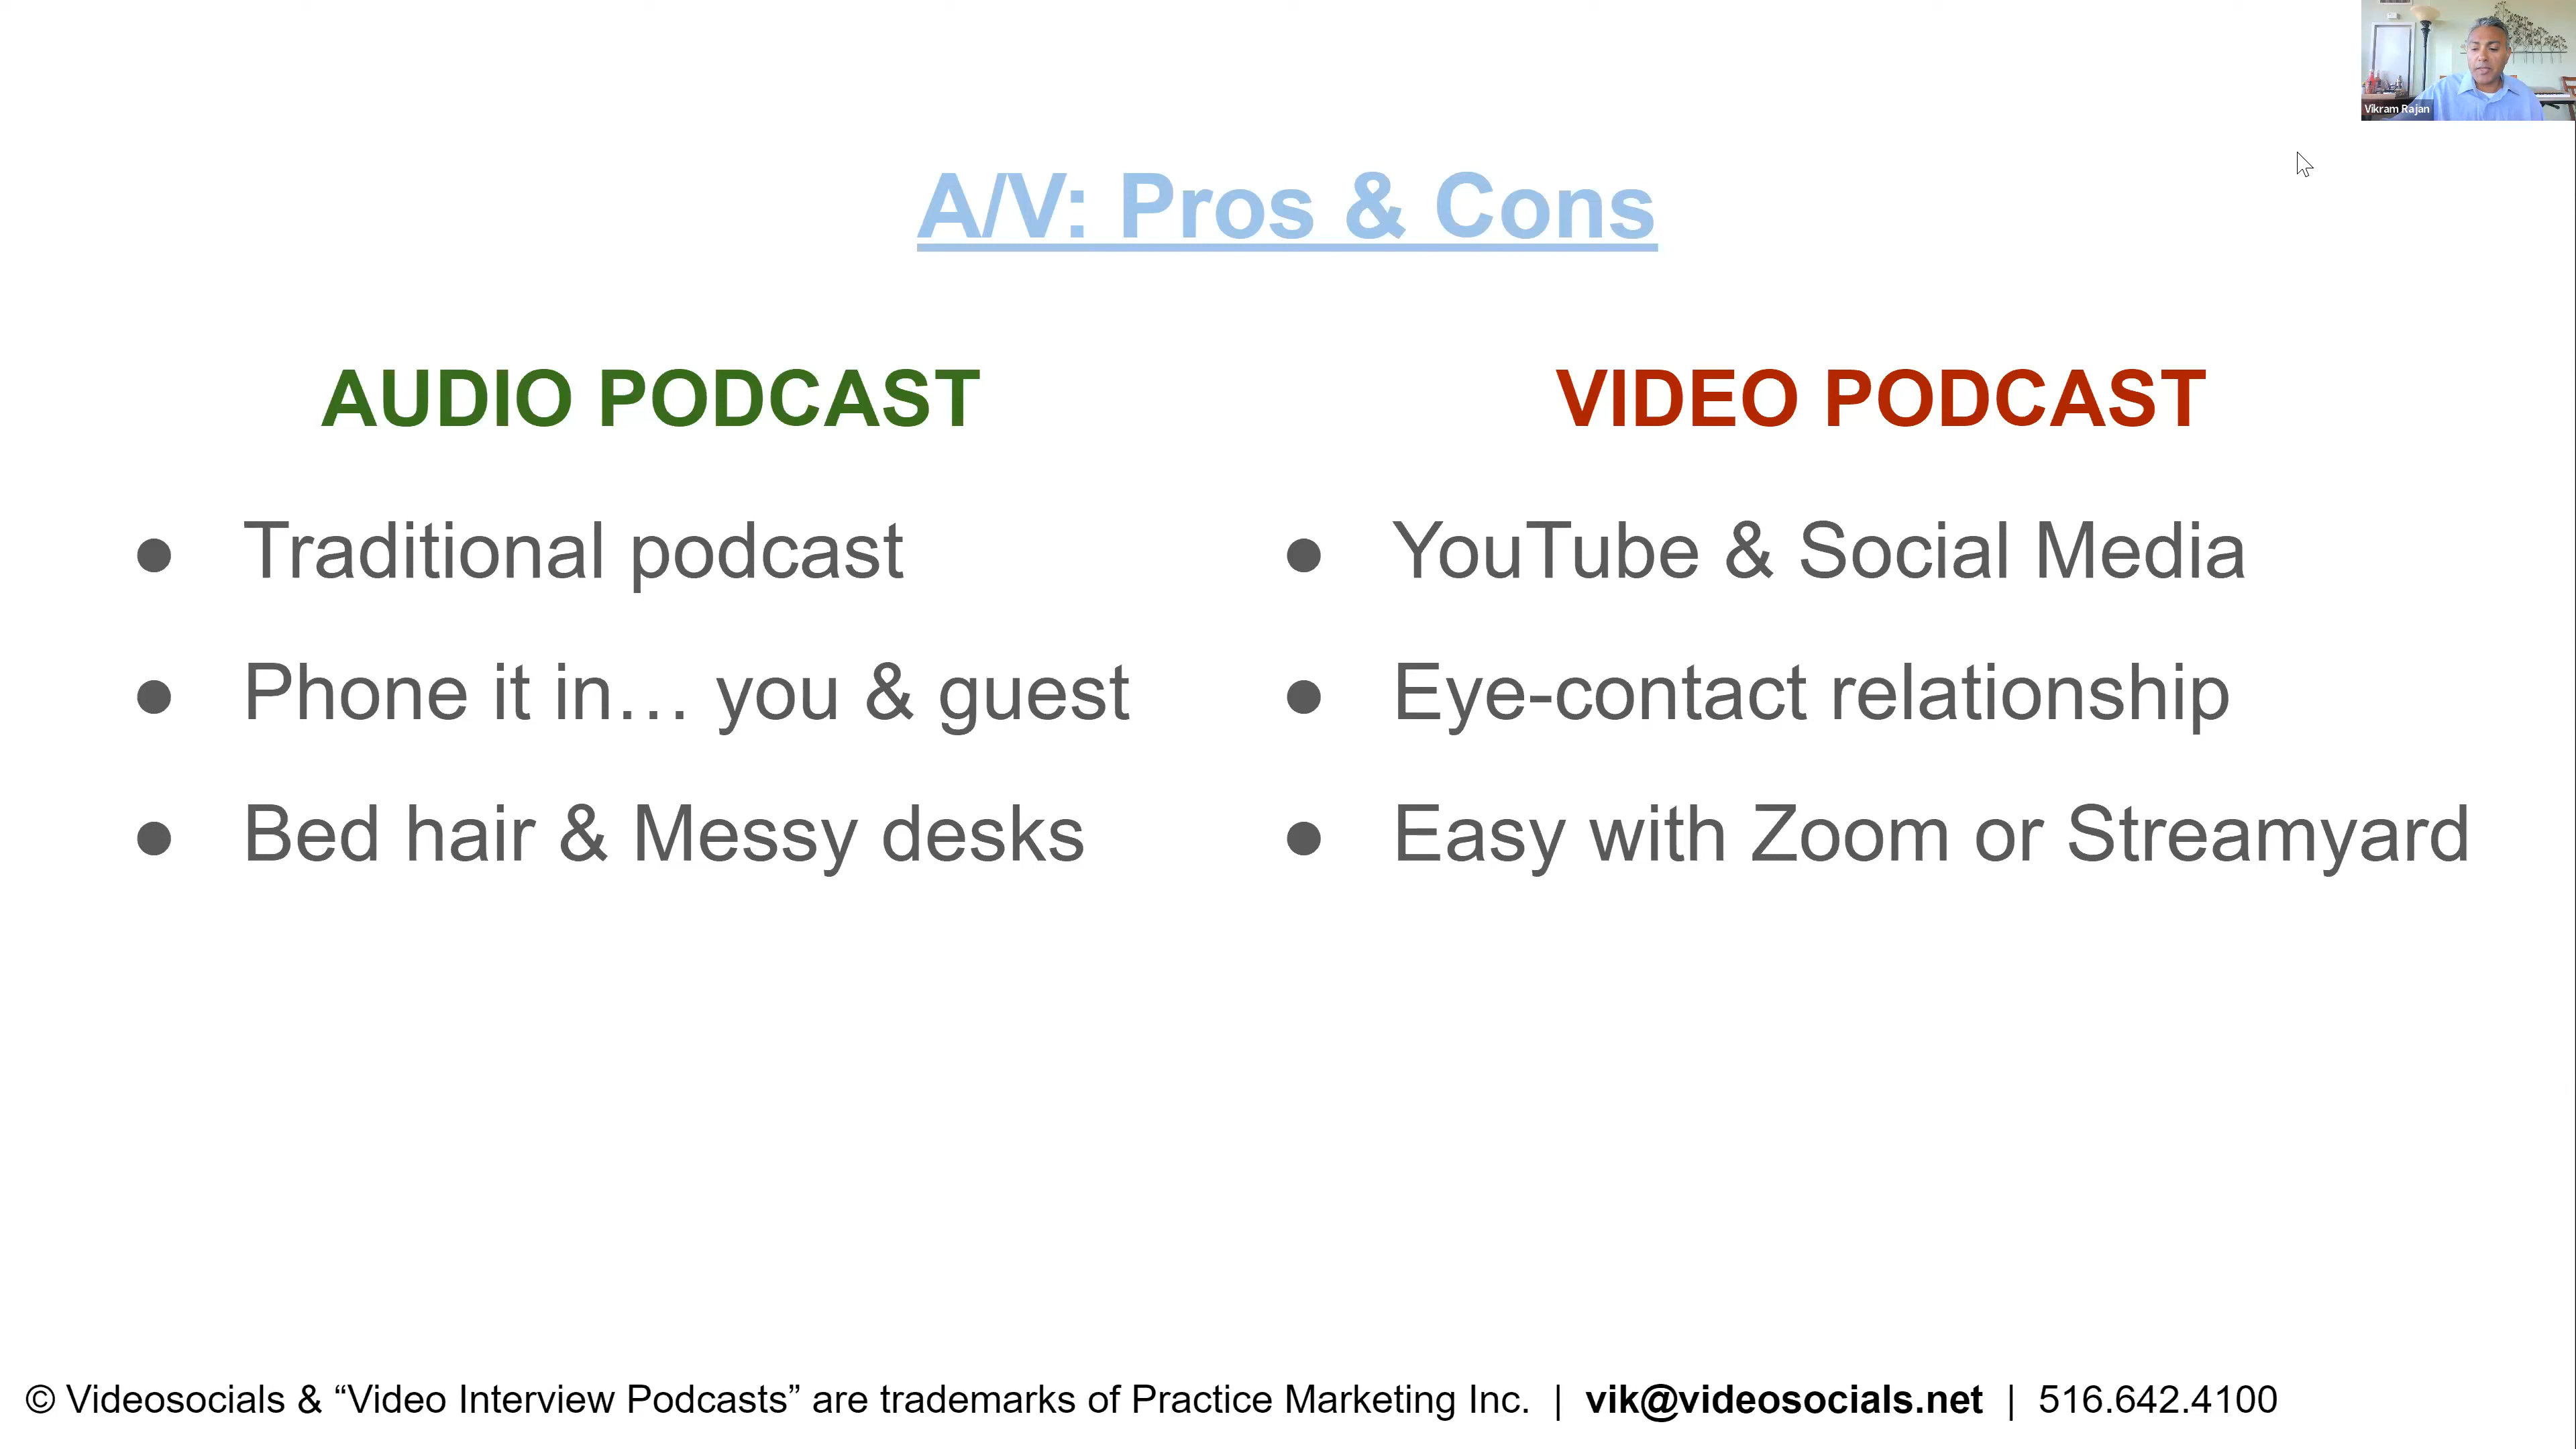 Vikram Rajan
A/V: Pros & Cons
AUDIO PODCAST
● Traditional podcast
● Phone it in… you & guest
● Bed hair & Messy desks
VIDEO PODCAST
● YouTube & Social Media
● Eye-contact relationship
● Easy with Zoom or Streamyard
© Videosocials & “Video Interview Podcasts” are trademarks of Practice Marketing Inc. | vik@videosocials.net | 516.642.4100